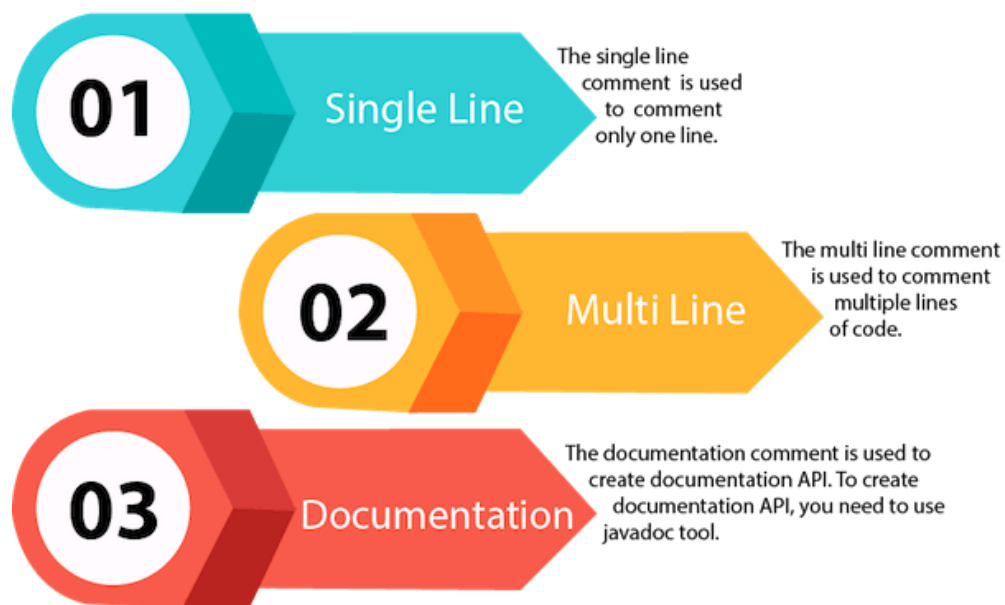 01
Single Line
The single line
comment is used
to comment
only one line.
02
Multi Line
The multi line comment
is used to comment
multiple lines
of code.
03
Documentation
The documentation comment is used to
create documentation API. To create
documentation API, you need to use
javadoc tool.